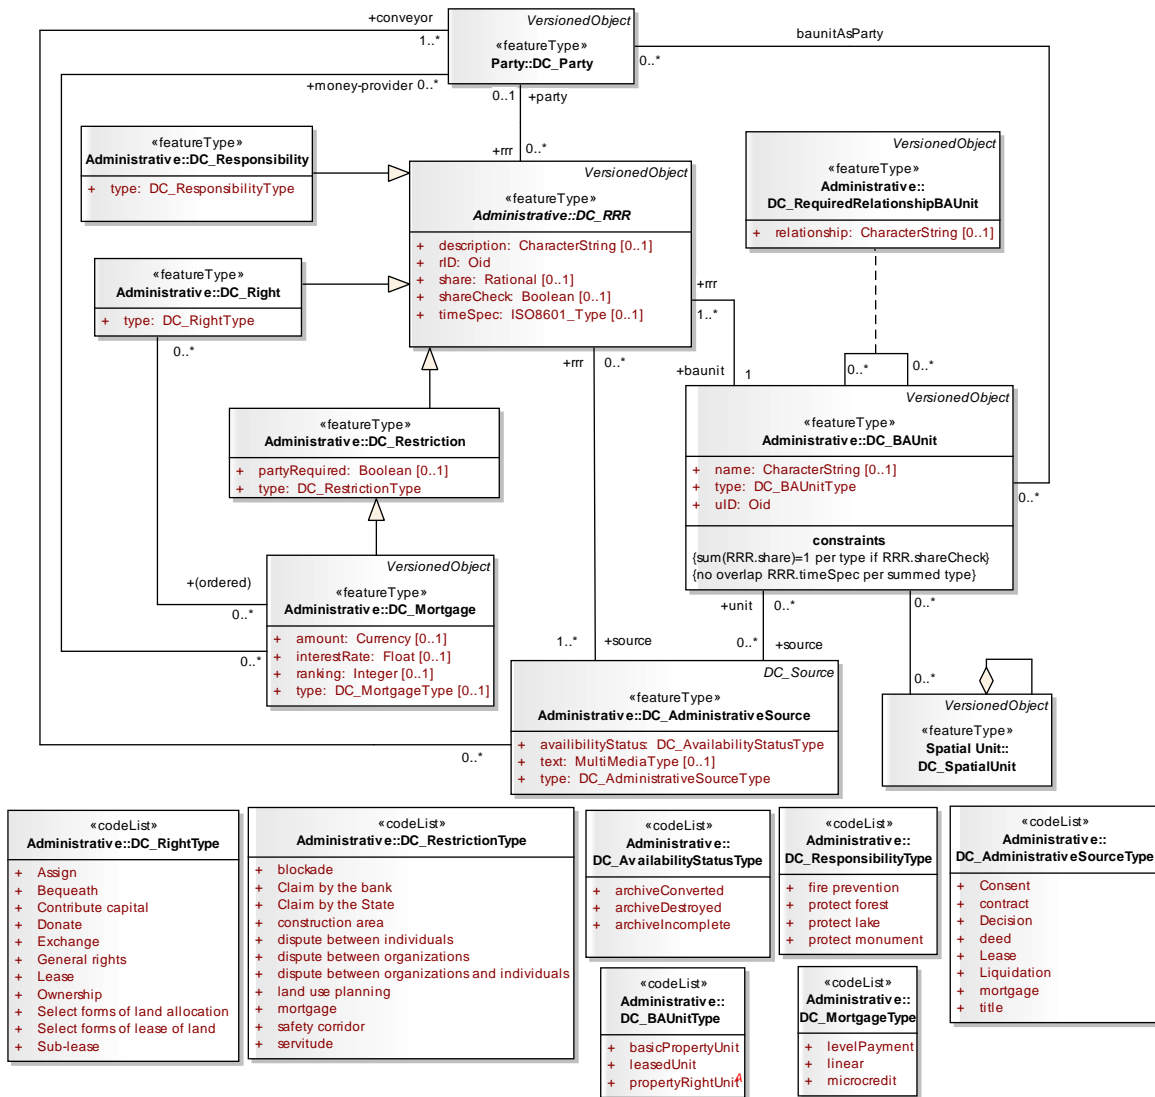 +conveyor
1..*
VersionedObject
«featureType»
Party::DC_Party
baunitAsParty
0..*
+money-provider 0..*
0..1
+party
+rrr
0..*
«featureType»
Administrative::DC_Responsibility
+ type: DC_ResponsibilityType
VersionedObject
«featureType»
Administrative::DC_RRR
+ description: CharacterString [0..1]
+ rID: Oid
+ share: Rational [0..1]
+ shareCheck: Boolean [0..1]
+ timeSpec: ISO8601_Type [0..1]
VersionedObject
«featureType»
Administrative::
DC_RequiredRelationshipBAUnit
+ relationship: CharacterString [0..1]
«featureType»
Administrative::DC_Right
+ type: DC_RightType
0..*
+rrr
1..*
+rrr
0..*
+baunit
1
0..*
0..*
«featureType»
Administrative::DC_Restriction
+ partyRequired: Boolean [0..1]
+ type: DC_RestrictionType
VersionedObject
«featureType»
Administrative::DC_BAUnit
+ name: CharacterString [0..1]
+ type: DC_BAUnitType
+ uID: Oid
constraints
{sum(RRR.share)=1 per type if RRR.shareCheck}
{no overlap RRR.timeSpec per summed type}
0..*
+(ordered)
0..*
VersionedObject
«featureType»
Administrative::DC_Mortgage
+ amount: Currency [0..1]
+ interestRate: Float [0..1]
+ ranking: Integer [0..1]
+ type: DC_MortgageType [0..1]
0..*
+unit
0..*
0..*
1..*
+source
0..*
+source
0..*
DC_Source
«featureType»
Administrative::DC_AdministrativeSource
+ availibilityStatus: DC_AvailabilityStatusType
+ text: MultiMediaType [0..1]
+ type: DC_AdministrativeSourceType
0..*
VersionedObject
«featureType»
Spatial Unit::
DC_SpatialUnit
«codeList»
Administrative::DC_RightType
+ Assign
+ Bequeath
+ Contribute capital
+ Donate
+ Exchange
+ General rights
+ Lease
+ Ownership
+ Select forms of land allocation
+ Select forms of lease of land
+ Sub-lease
«codeList»
Administrative::DC_RestrictionType
+ blockade
+ Claim by the bank
+ Claim by the State
+ construction area
+ dispute between individuals
+ dispute between organizations
+ dispute between organizations and individuals
+ land use planning
+ mortgage
+ safety corridor
+ servitude
«codeList»
Administrative::
DC_AvailabilityStatusType
+ archiveConverted
+ archiveDestroyed
+ archiveIncomplete
«codeList»
Administrative::
DC_ResponsibilityType
+ fire prevention
+ protect forest
+ protect lake
+ protect monument
«codeList»
Administrative::
DC_AdministrativeSourceType
+ Consent
+ contract
+ Decision
+ deed
+ Lease
+ Liquidation
+ mortgage
+ title
«codeList»
Administrative::
DC_BAUnitType
+ basicPropertyUnit
+ leasedUnit
+ propertyRightUnit A
«codeList»
Administrative::
DC_MortgageType
+ levelPayment
+ linear
+ microcredit